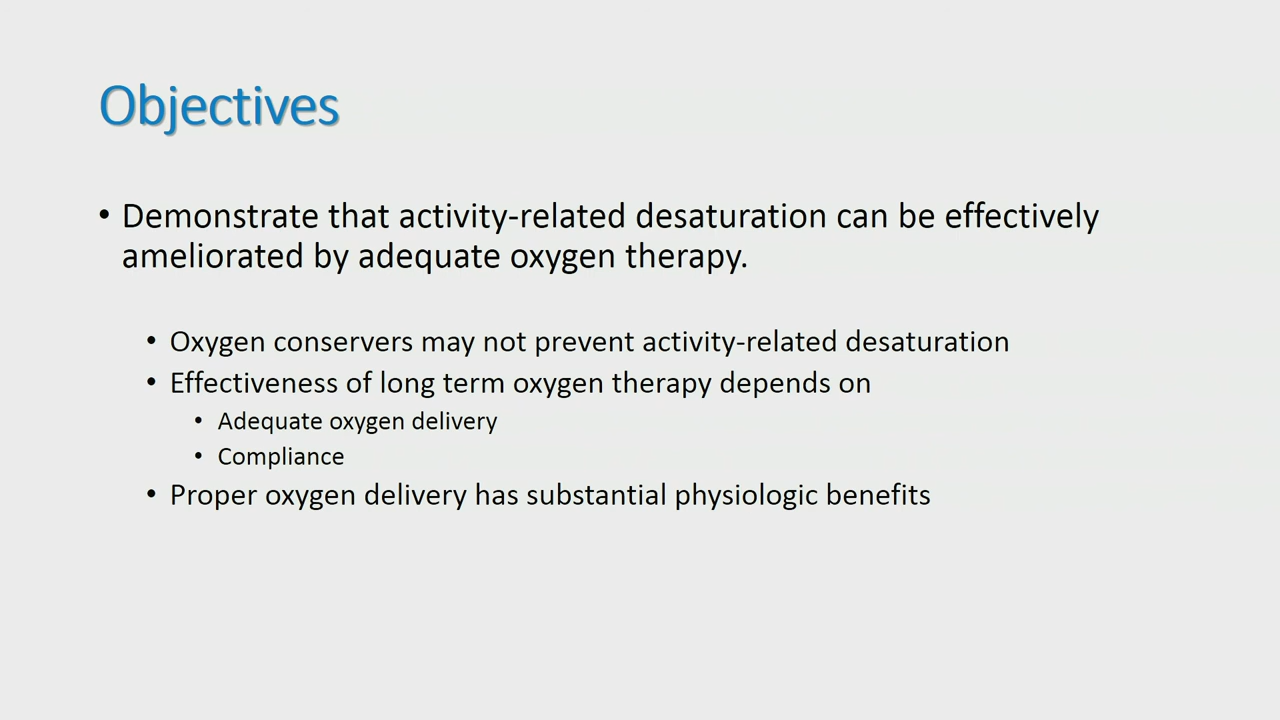 Objectives
• Demonstrate that activity-related desaturation can be effectively
ameliorated by adequate oxygen therapy.
• Oxygen conservers may not prevent activity-related desaturation
• Effectiveness of long term oxygen therapy depends on
• Adequate oxygen delivery
• Compliance
• Proper oxygen delivery has substantial physiologic benefits